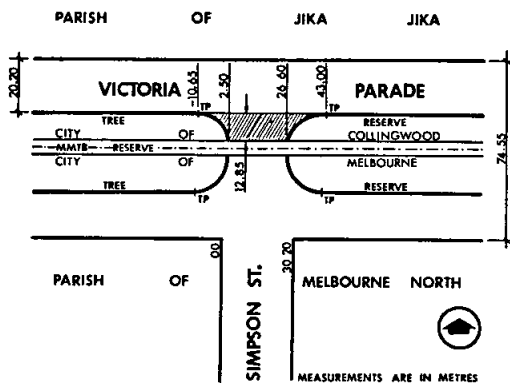 PARISH OF JIKA JIKA
20.20
VICTORIA PARADE
-10.65
2.50
26.60
43.00
TP TP
TREE RESERVE
CITY OF COLLINGWOOD
MMTB RESERVE
CITY OF MELBOURNE
TREE RESERVE
TP TP
12.85
74.55
00
30.20
PARISH OF MELBOURNE NORTH
SIMPSON ST.
MEASUREMENTS ARE IN METRES